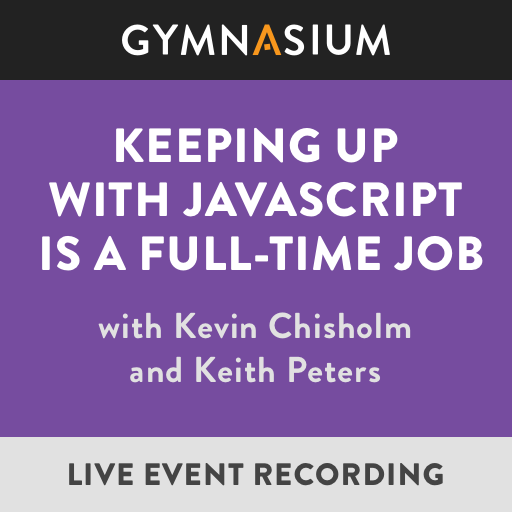 GYMNASIUM
KEEPING UP
WITH JAVASCRIPT
IS A FULL-TIME JOB
with Kevin Chisholm
and Keith Peters
LIVE EVENT RECORDING